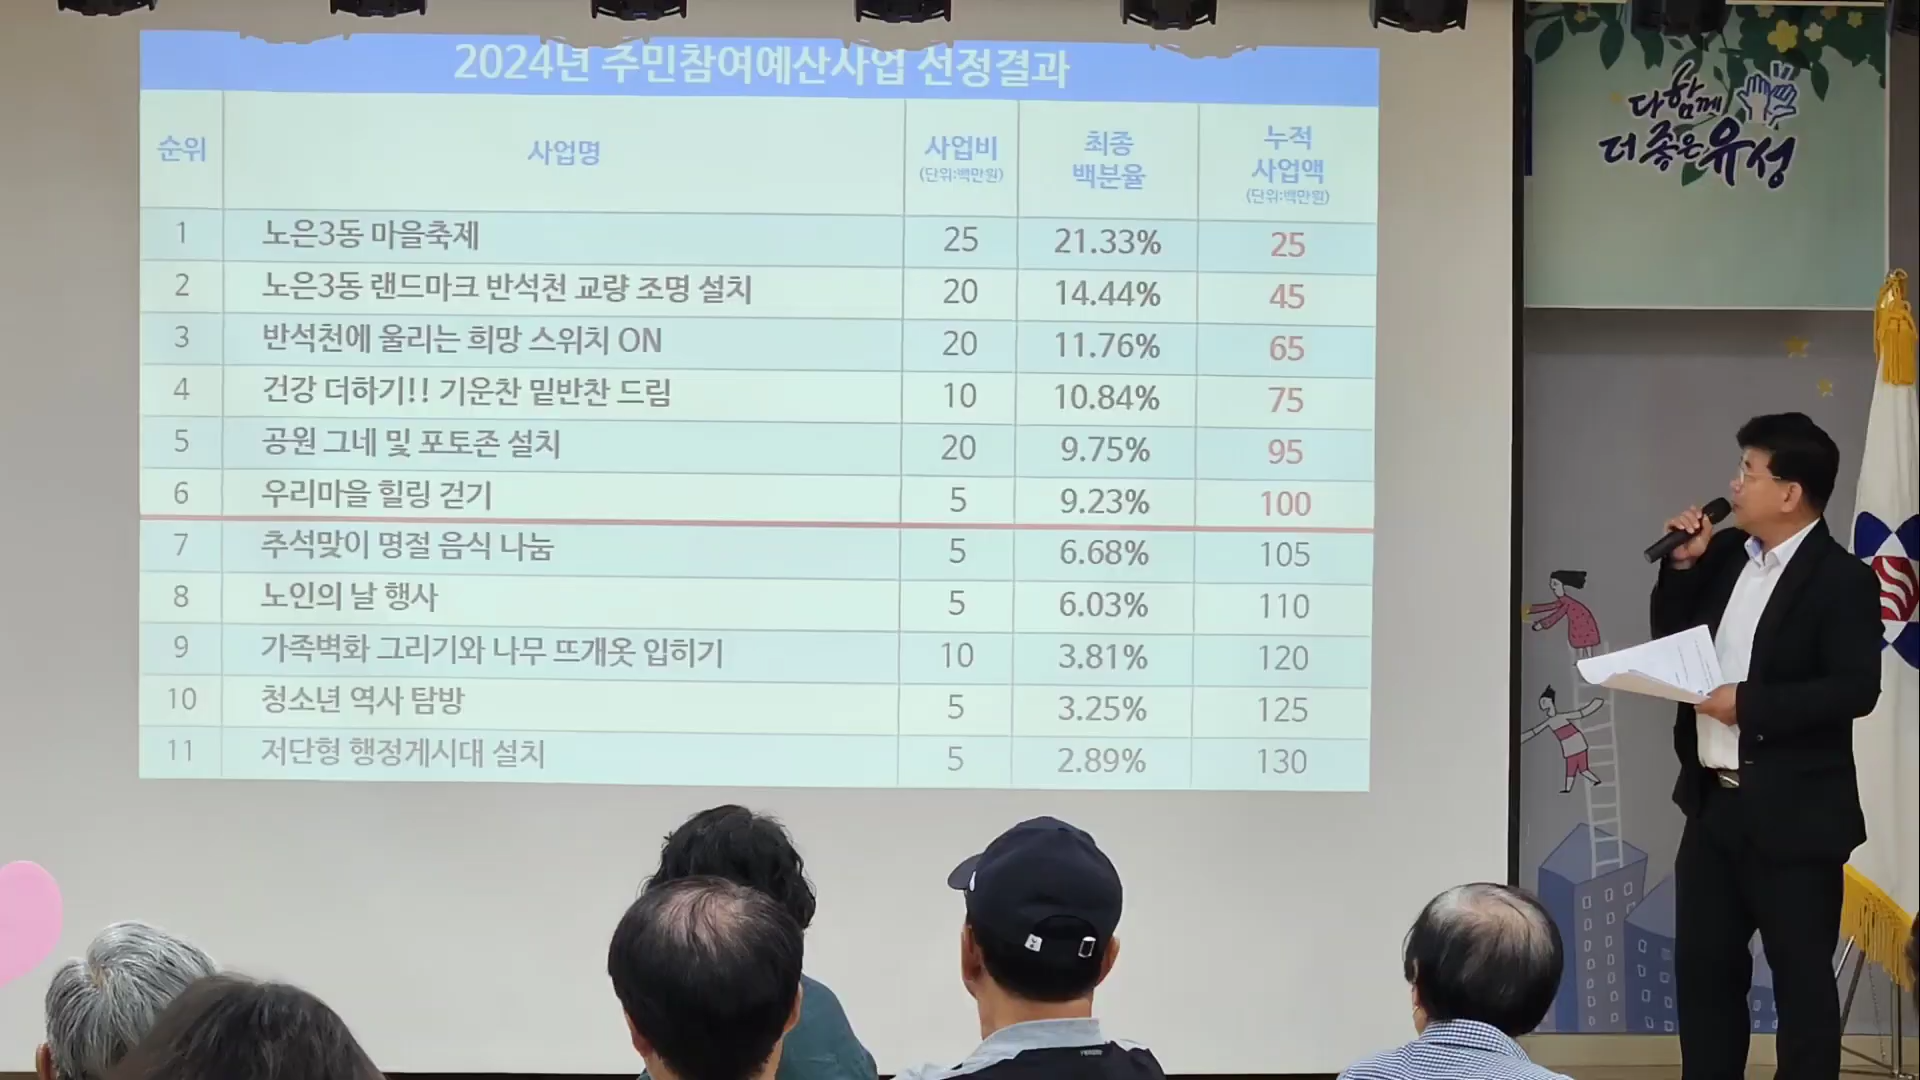 2024년 주민참여예산사업 선정결과
순위 사업명 사업비 (단위:백만원) 최종 백분율 누적 사업액 (단위:백만원)
1 노은3동 마을축제 25 21.33% 25
2 노은3동 랜드마크 반석천 교량 조명 설치 20 14.44% 45
3 반석천에 울리는 희망 스위치 ON 20 11.76% 65
4 건강 더하기!! 기운찬 밑반찬 드림 10 10.84% 75
5 공원 그네 및 포토존 설치 20 9.75% 95
6 우리마을 힐링 걷기 5 9.23% 100
7 추석맞이 명절 음식 나눔 5 6.68% 105
8 노인의 날 행사 5 6.03% 110
9 가족벽화 그리기와 나무 뜨개옷 입히기 10 3.81% 120
10 청소년 역사 탐방 5 3.25% 125
11 저단형 행정게시대 설치 5 2.89% 130
다함께
더 좋은 유성